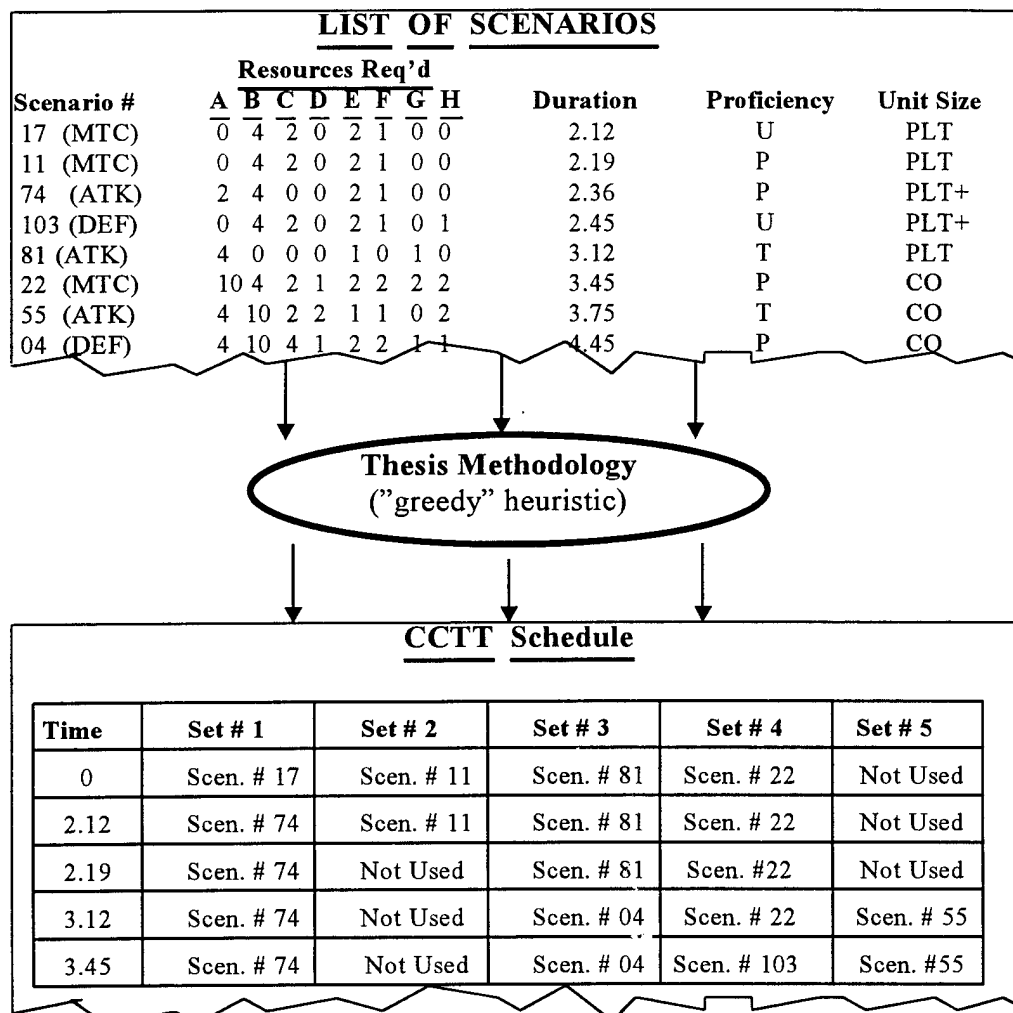 LIST OF SCENARIOS
Resources Req'd
Scenario # A B C D E F G H Duration Proficiency Unit Size
17 (MTC) 0 4 2 0 2 1 0 0 2.12 U PLT
11 (MTC) 0 4 2 0 2 1 0 0 2.19 P PLT
74 (ATK) 2 4 0 0 2 1 0 0 2.36 P PLT+
103 (DEF) 0 4 2 0 2 1 0 1 2.45 U PLT+
81 (ATK) 4 0 0 0 1 0 1 0 3.12 T PLT
22 (MTC) 10 4 2 1 2 2 2 2 3.45 P CO
55 (ATK) 4 10 2 2 1 1 0 2 3.75 T CO
04 (DEF) 4 10 4 1 2 2 1 1 4.45 P CO
Thesis Methodology
("greedy" heuristic)
CCTT Schedule
Time Set # 1 Set # 2 Set # 3 Set # 4 Set # 5
0 Scen. # 17 Scen. # 11 Scen. # 81 Scen. # 22 Not Used
2.12 Scen. # 74 Scen. # 11 Scen. # 81 Scen. # 22 Not Used
2.19 Scen. # 74 Not Used Scen. # 81 Scen. #22 Not Used
3.12 Scen. # 74 Not Used Scen. # 04 Scen. # 22 Scen. # 55
3.45 Scen. # 74 Not Used Scen. # 04 Scen. # 103 Scen. #55